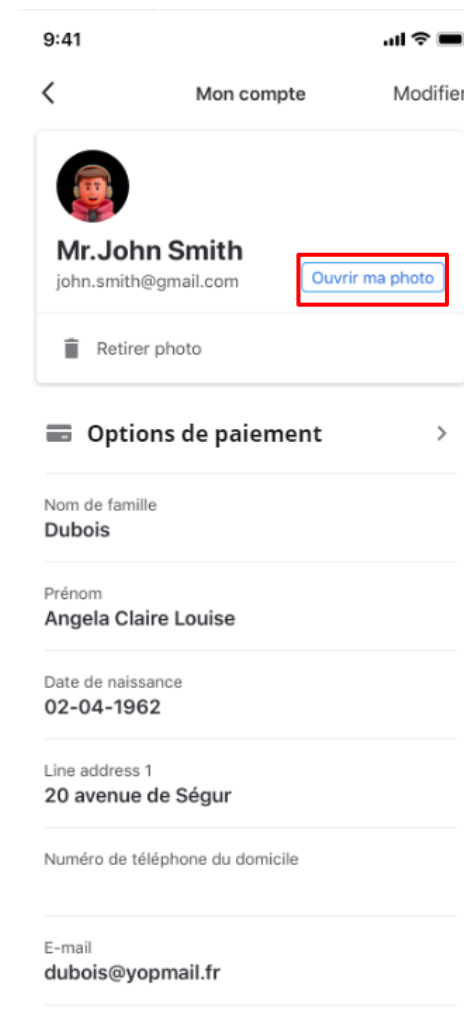 9:41
Mon compte
Modifier
Mr.John Smith
john.smith@gmail.com
Ouvrir ma photo
Retirer photo
Options de paiement
Nom de famille
Dubois
Prénom
Angela Claire Louise
Date de naissance
02-04-1962
Line address 1
20 avenue de Ségur
Numéro de téléphone du domicile
E-mail
dubois@yopmail.fr